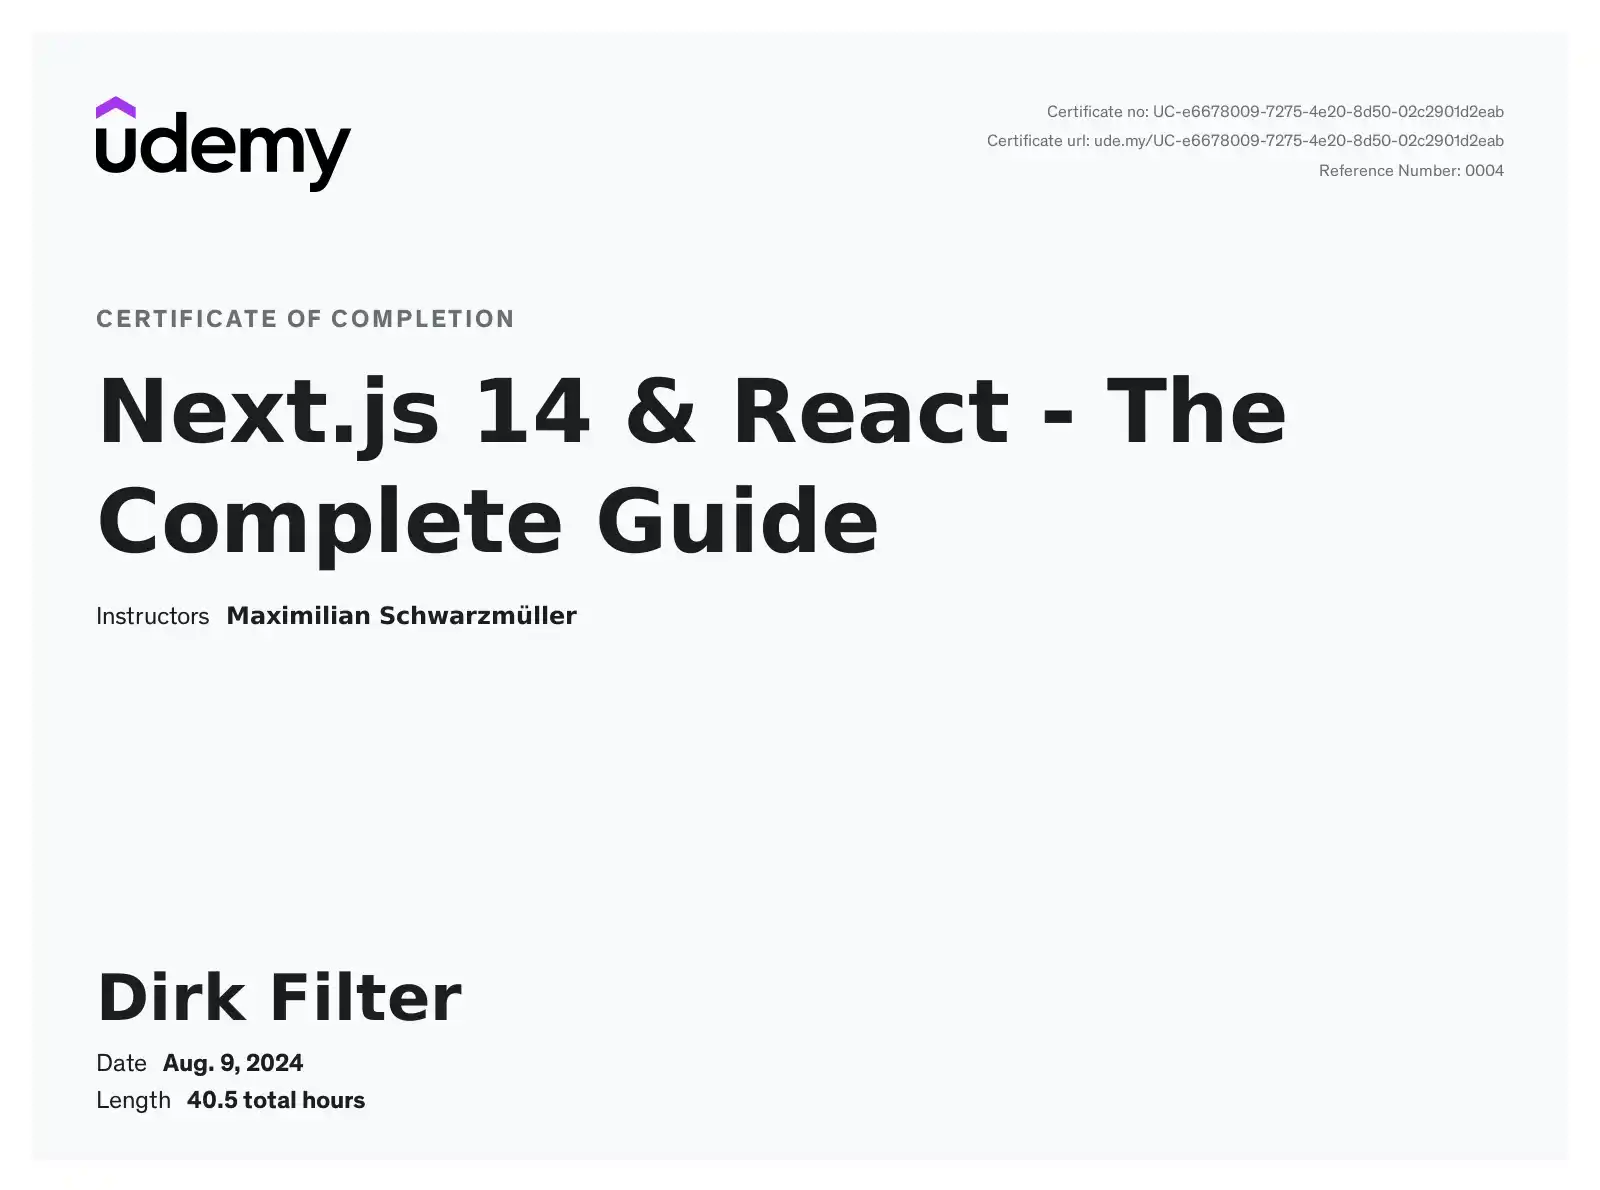 udemy
Certificate no: UC-e6678009-7275-4e20-8d50-02c2901d2eab
Certificate url: ude.my/UC-e6678009-7275-4e20-8d50-02c2901d2eab
Reference Number: 0004
CERTIFICATE OF COMPLETION
Next.js 14 & React - The
Complete Guide
Instructors Maximilian Schwarzmüller
Dirk Filter
Date Aug. 9, 2024
Length 40.5 total hours